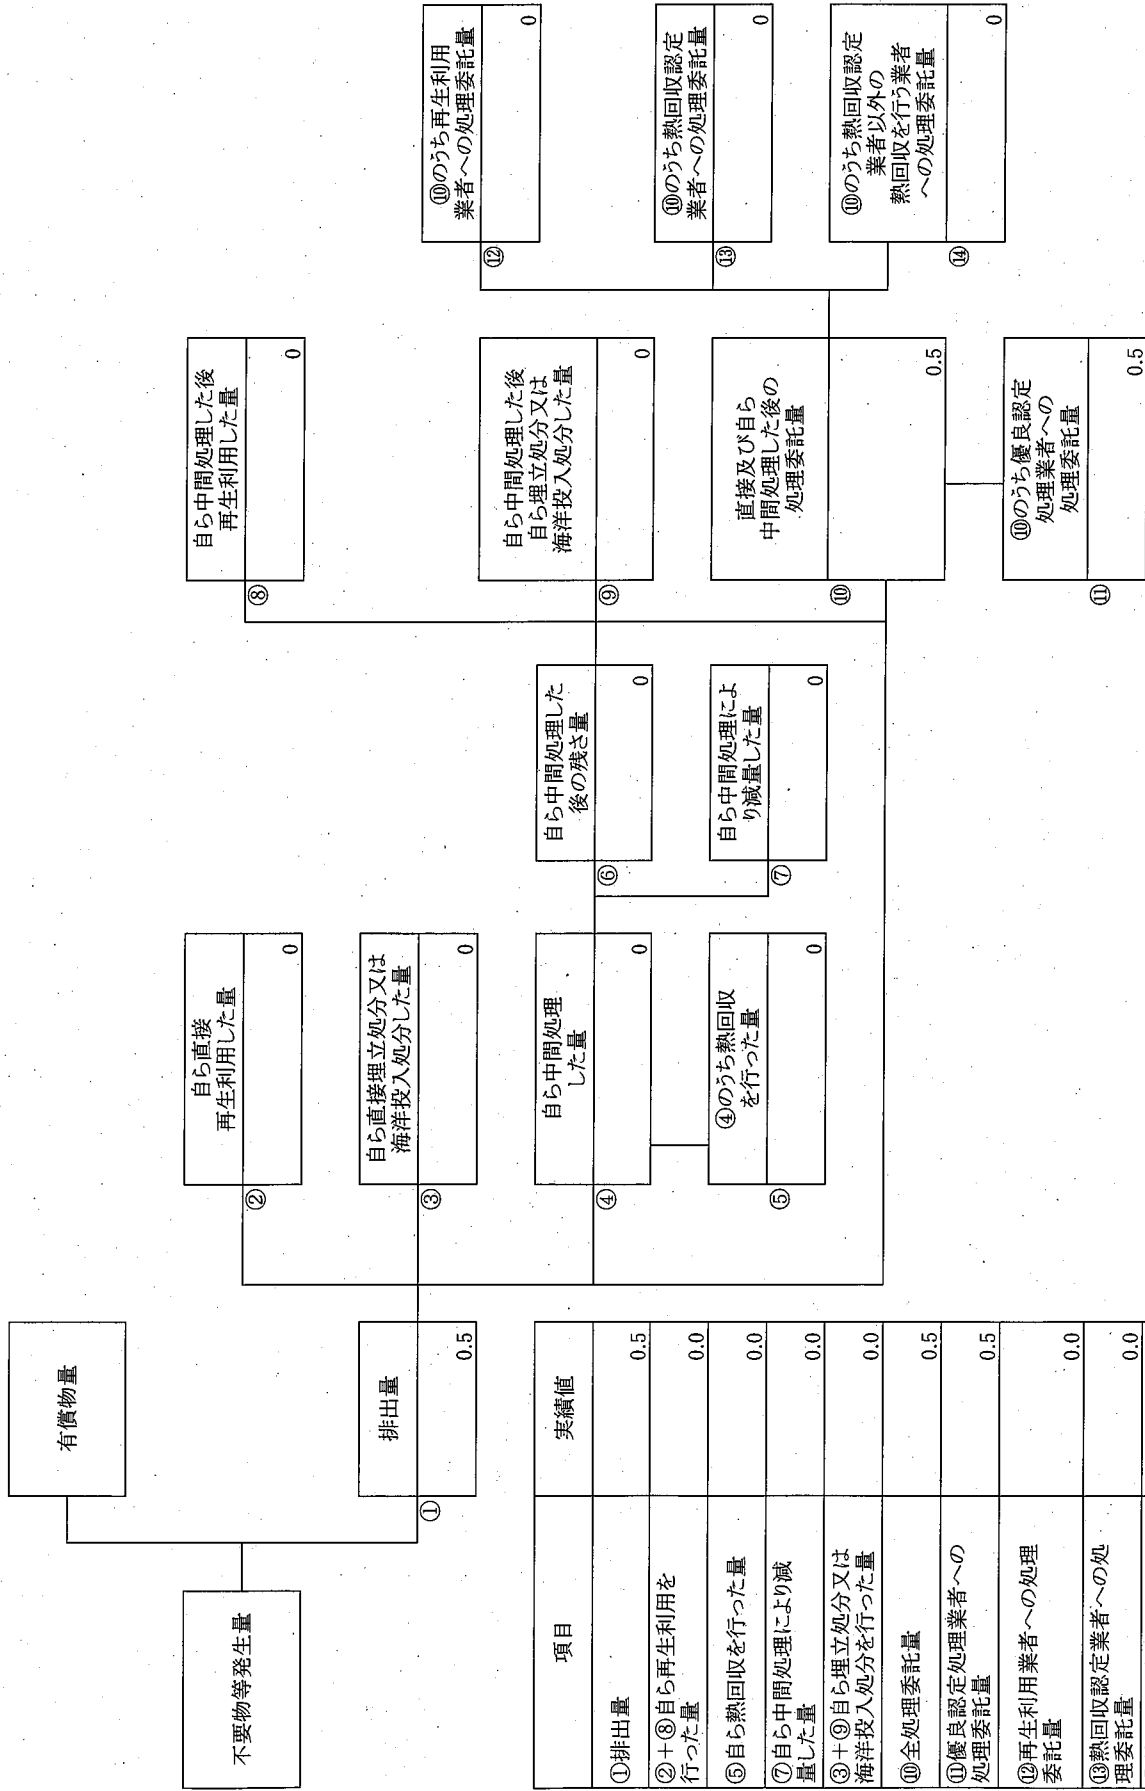 不要物等発生量
有償物量
排出量
①
0.5
自ら直接
再生利用した量
②
0
自ら直接埋立処分又は
海洋投入処分した量
③
0
自ら中間処理
した量
④
0
④のうち熱回収
を行った量
⑤
0
自ら中間処理した
後の残さ量
⑥
0
自ら中間処理によ
り減量した量
⑦
0
自ら中間処理した後
再生利用した量
⑧
0
自ら中間処理した後
自ら埋立処分又は
海洋投入処分した量
⑨
0
直接及び自ら
中間処理した後の
処理委託量
⑩
0.5
⑩のうち優良認定
処理業者への
処理委託量
⑪
0.5
⑩のうち再生利用
業者への処理委託量
⑫
0
⑩のうち熱回収認定
業者への処理委託量
⑬
0
⑩のうち熱回収認定
業者以外の
熱回収を行う業者
への処理委託量
⑭
0
項目 実績値
①排出量 0.5
②+⑧自ら再生利用を
行った量 0.0
⑤自ら熱回収を行った量 0.0
⑦自ら中間処理により減
量した量 0.0
③+⑨自ら埋立処分又は
海洋投入処分を行った量 0.0
⑩全処理委託量 0.5
⑪優良認定処理業者への
処理委託量 0.5
⑫再生利用業者への処理
委託量 0.0
⑬熱回収認定業者への処
理委託量 0.0